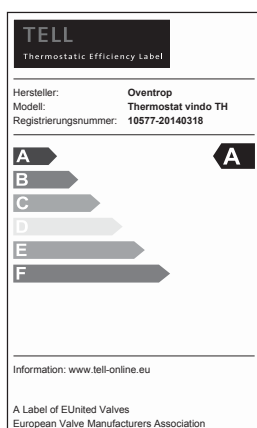 TELL
Thermostatic Efficiency Label
Hersteller: Oventrop
Modell: Thermostat vindo TH
Registrierungsnummer: 10577-20140318
A A
B
C
D
E
F
Information: www.tell-online.eu
A Label of EUnited Valves
European Valve Manufacturers Association